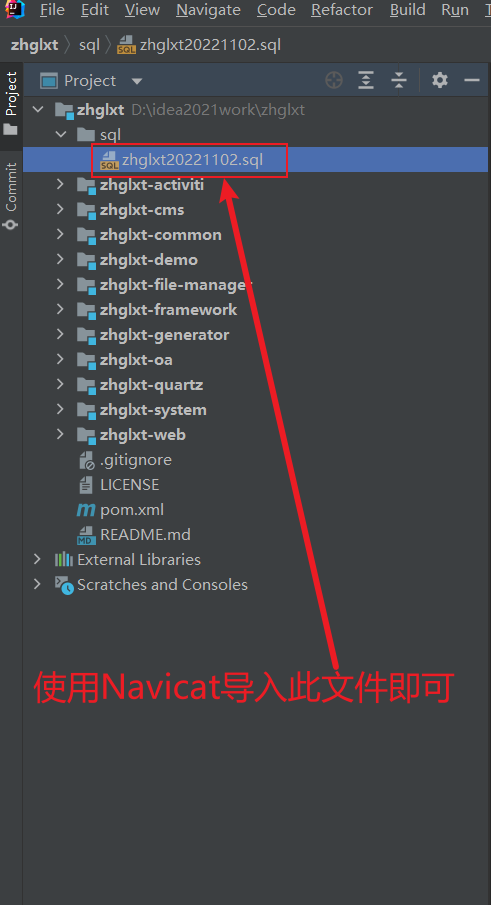 File Edit View Navigate Code Refactor Build Run
zhglxt sql zhglxt20221102.sql
Project
Project
Commit
zhglxt D:\idea2021work\zhglxt
sql
zhglxt20221102.sql
zhglxt-activiti
zhglxt-cms
zhglxt-common
zhglxt-demo
zhglxt-file-manager
zhglxt-framework
zhglxt-generator
zhglxt-oa
zhglxt-quartz
zhglxt-system
zhglxt-web
.gitignore
LICENSE
pom.xml
README.md
External Libraries
Scratches and Consoles
使用Navicat导入此文件即可